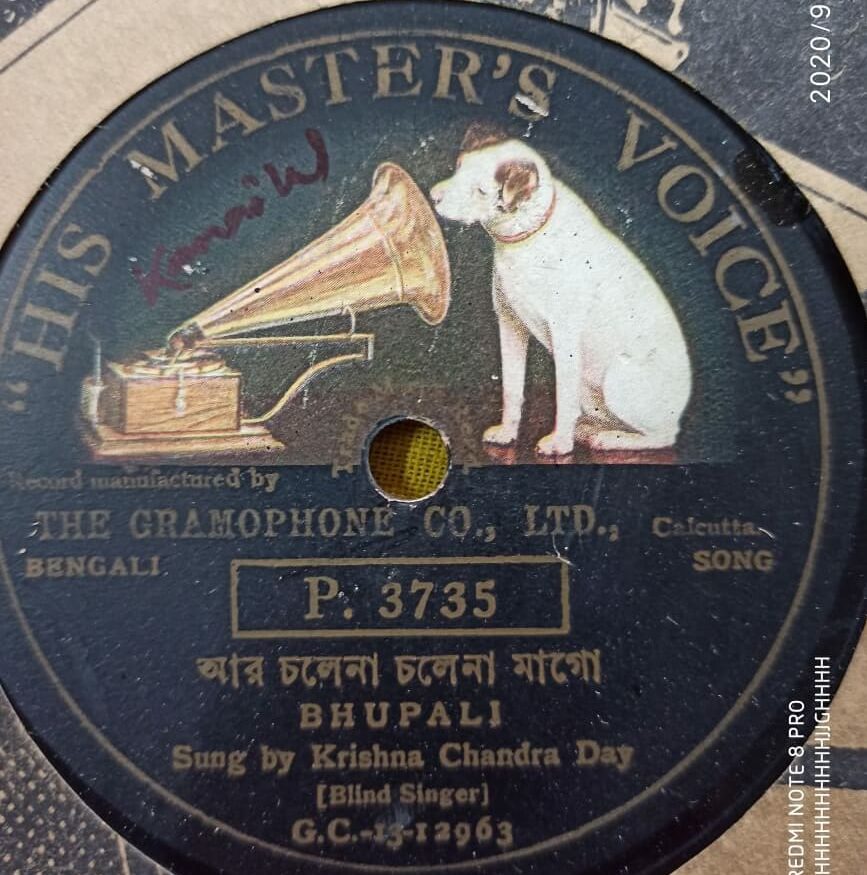 "HIS MASTER'S VOICE"
Record manufactured by
THE GRAMOPHONE CO., LTD., Calcutta.
BENGALI SONG
P. 3735
আর চলেনা চলেনা মাগো
BHUPALI
Sung by Krishna Chandra Day
[Blind Singer]
G.C.-13-12963
2020/9
REDMI NOTE 8 PRO